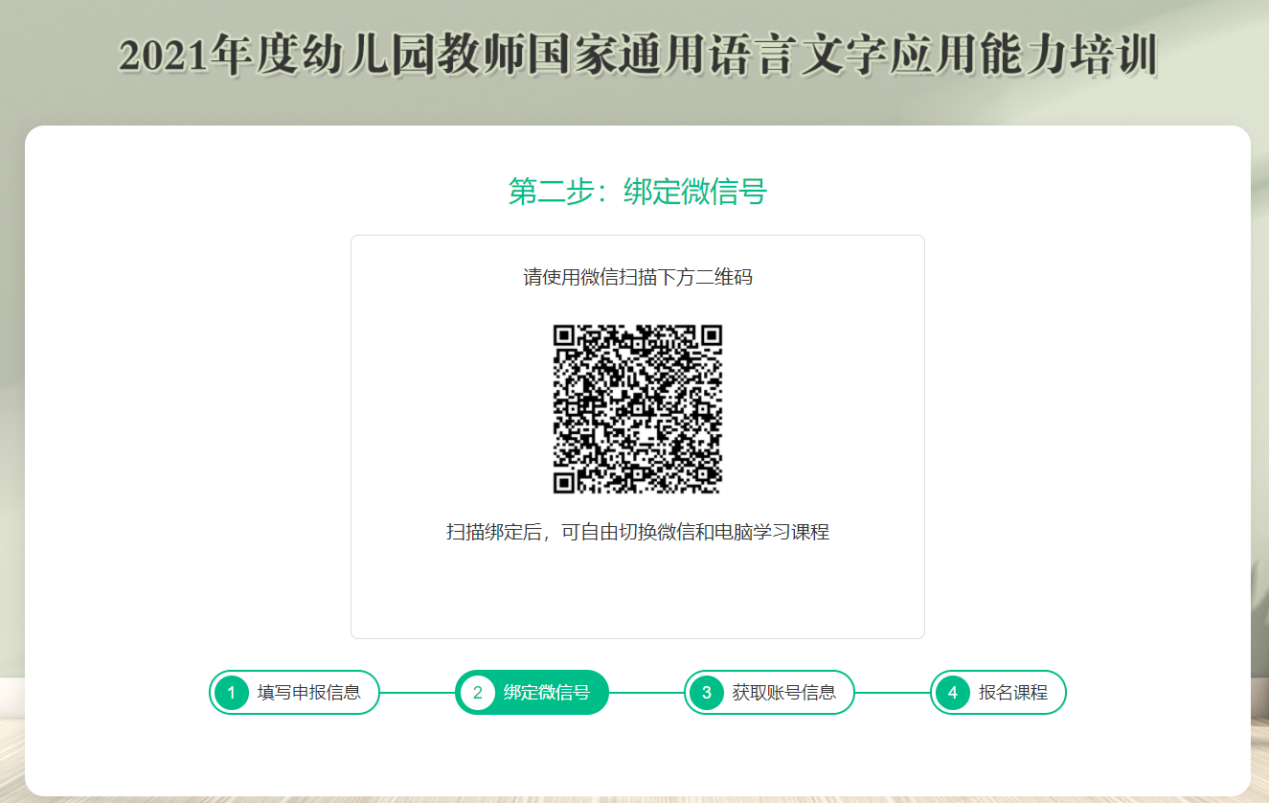 2021年度幼儿园教师国家通用语言文字应用能力培训
第二步：绑定微信号
请使用微信扫描下方二维码
扫描绑定后，可自由切换微信和电脑学习课程
1 填写申报信息
2 绑定微信号
3 获取账号信息
4 报名课程